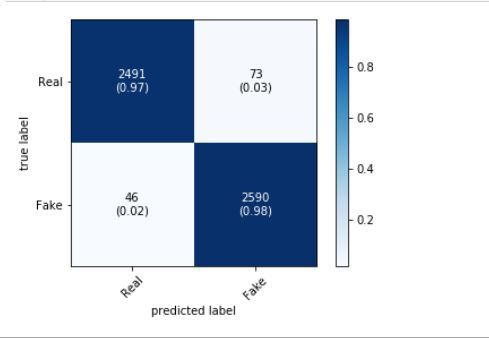 2491
(0.97)
73
(0.03)
0.8
Real
0.6
true label
0.4
46
(0.02)
2590
(0.98)
Fake
0.2
Real
Fake
predicted label